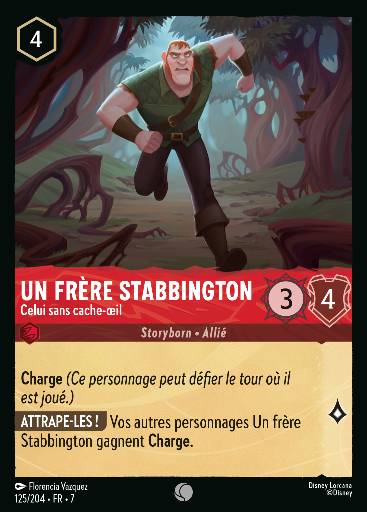 4
UN FRÈRE STABBINGTON
Celui sans cache-œil
3
4
Storyborn • Allié
Charge (Ce personnage peut défier le tour où il
est joué.)
ATTRAPE-LES ! Vos autres personnages Un frère
Stabbington gagnent Charge.
Florencia Vazquez
125/204 • FR • 7
Disney Lorcana
©Disney